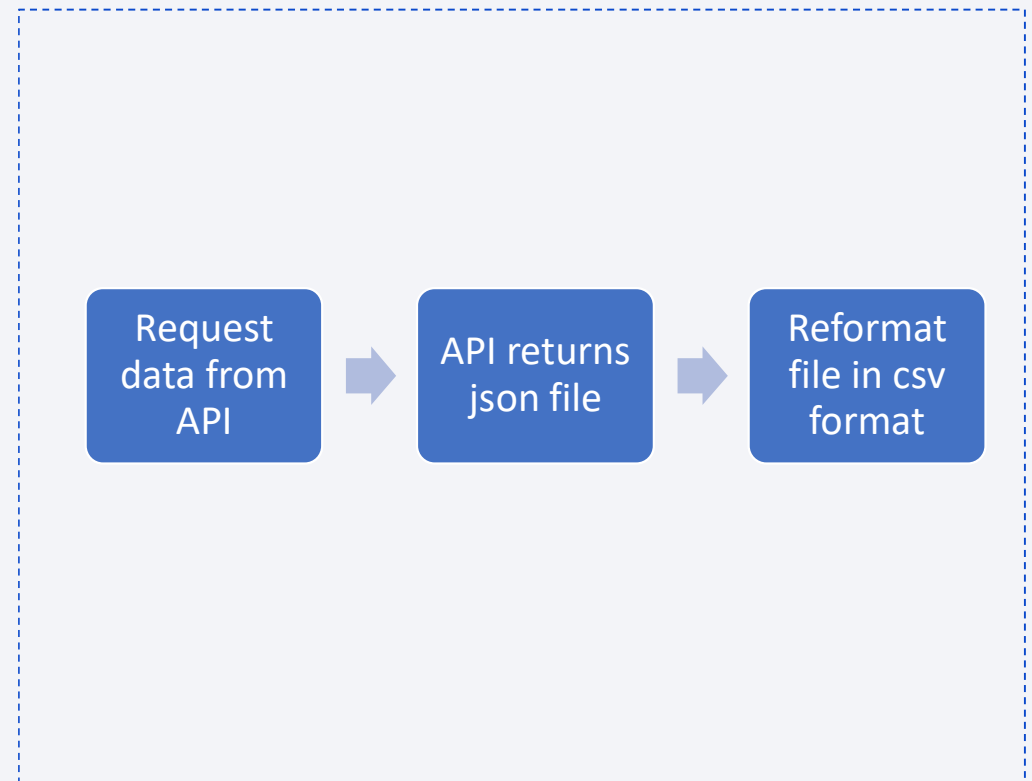 Request
data from
API
API returns
json file
Reformat
file in csv
format